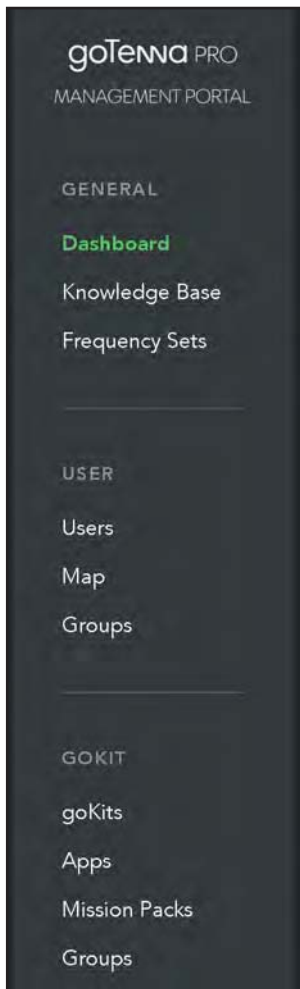 goTenna PRO
MANAGEMENT PORTAL
GENERAL
Dashboard
Knowledge Base
Frequency Sets
USER
Users
Map
Groups
GOKIT
goKits
Apps
Mission Packs
Groups